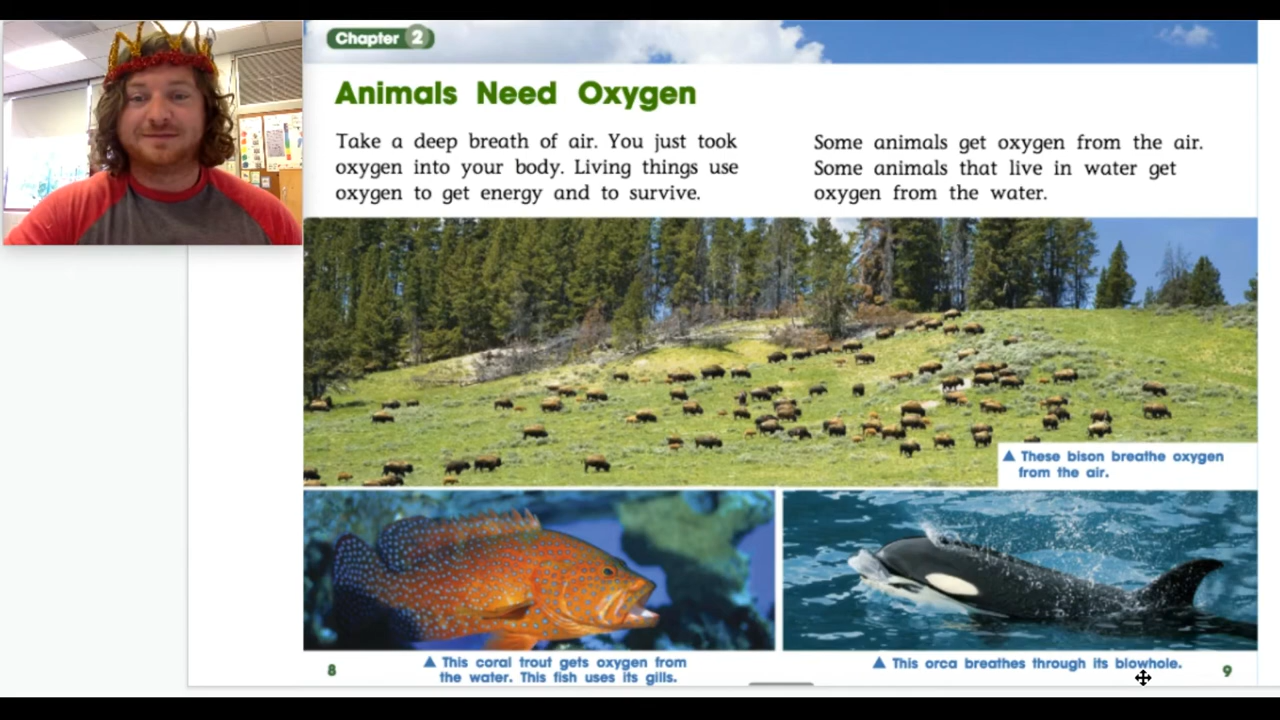 Chapter 2
Animals Need Oxygen
Take a deep breath of air. You just took
oxygen into your body. Living things use
oxygen to get energy and to survive.
Some animals get oxygen from the air.
Some animals that live in water get
oxygen from the water.
▲ These bison breathe oxygen
from the air.
▲ This coral trout gets oxygen from
the water. This fish uses its gills.
▲ This orca breathes through its blowhole.
8
9